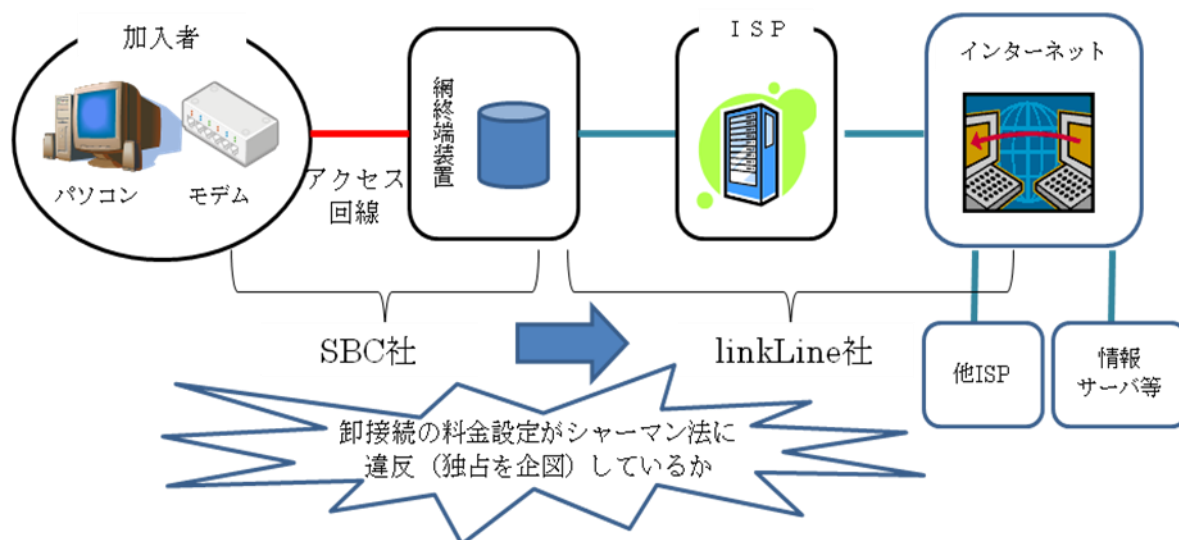 加入者
パソコン
モデム
アクセス
回線
網終端装置
ＩＳＰ
インターネット
SBC社
linkLine社
他ISP
情報
サーバ等
卸接続の料金設定がシャーマン法に
違反（独占を企図）しているか